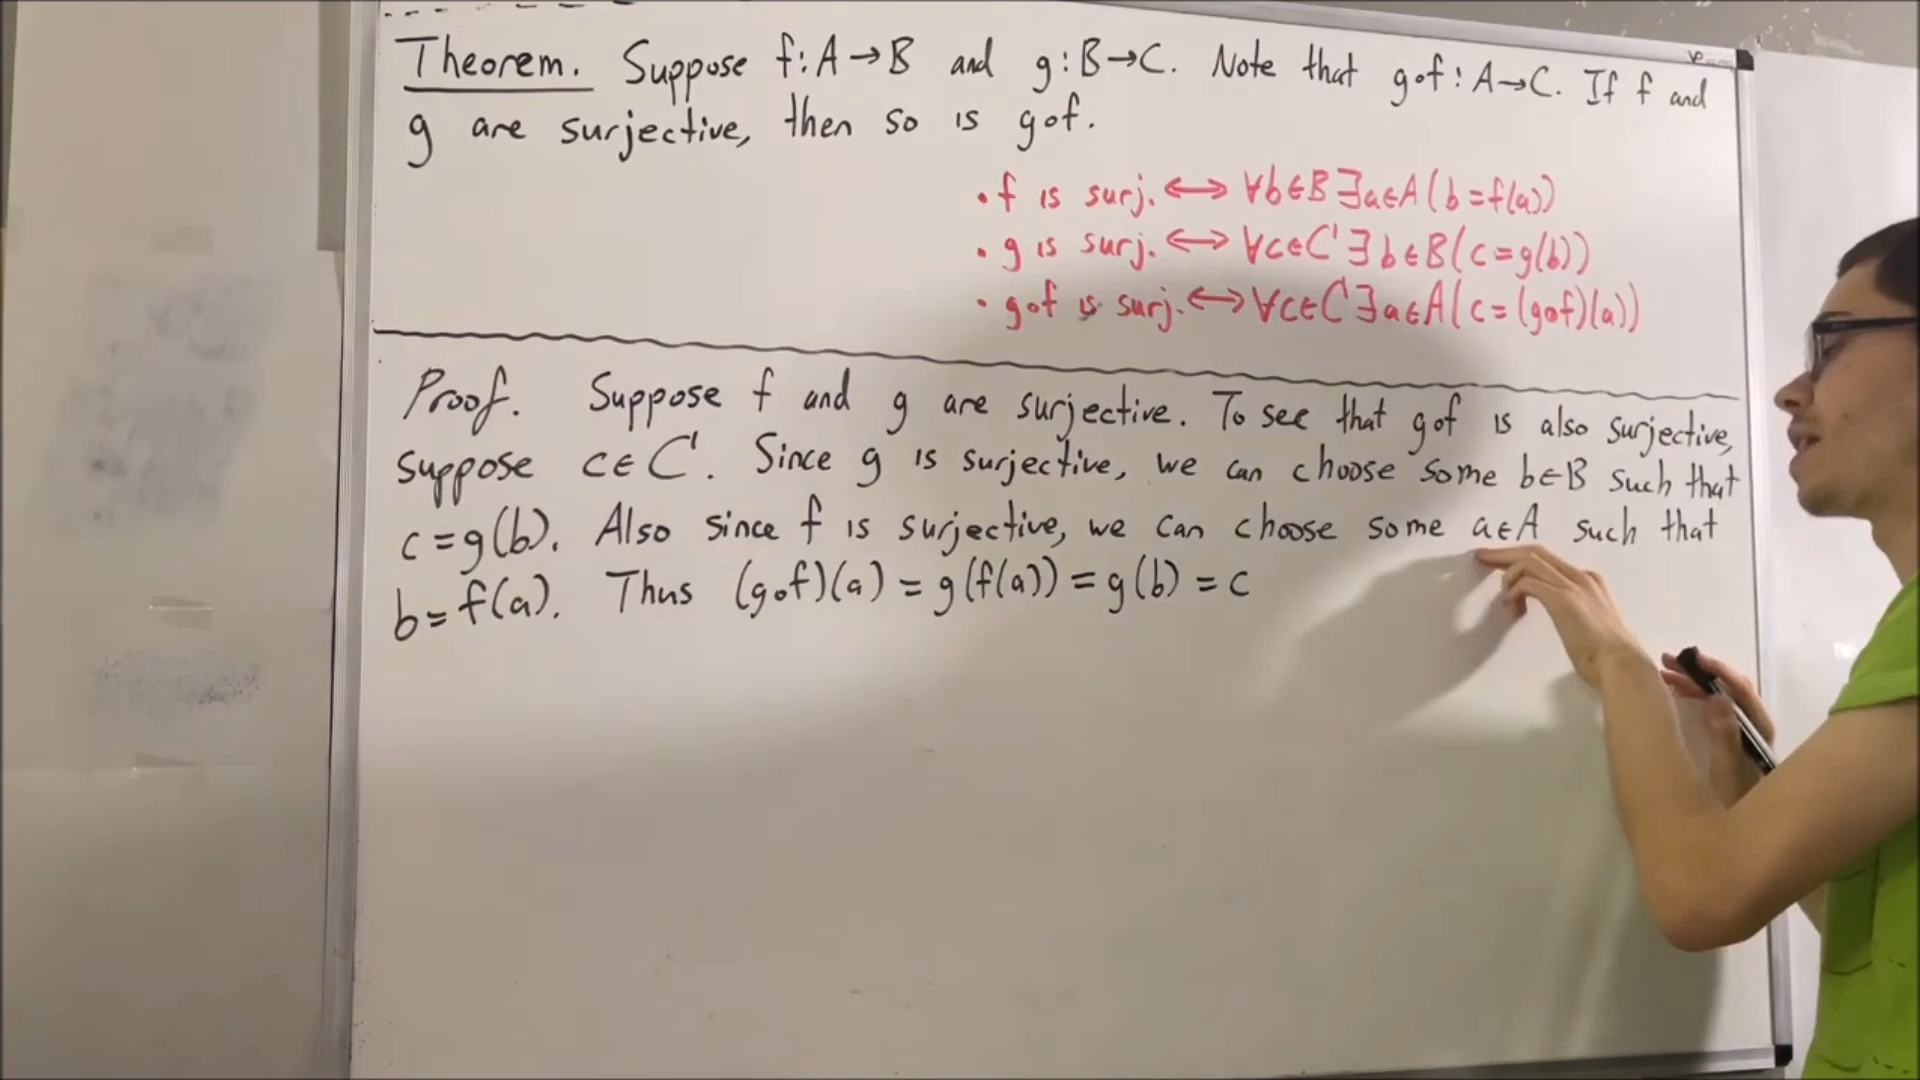 Theorem. Suppose f: A→B and g: B→C. Note that g∘f: A→C. If f and
g are surjective, then so is g∘f.
• f is surj. ⟷ ∀b∈B ∃a∈A (b = f(a))
• g is surj. ⟷ ∀c∈C ∃b∈B (c = g(b))
• g∘f is surj. ⟷ ∀c∈C ∃a∈A (c = (g∘f)(a))
Proof. Suppose f and g are surjective. To see that g∘f is also surjective,
suppose c∈C. Since g is surjective, we can choose some b∈B such that
c = g(b). Also since f is surjective, we can choose some a∈A such that
b = f(a). Thus (g∘f)(a) = g(f(a)) = g(b) = c